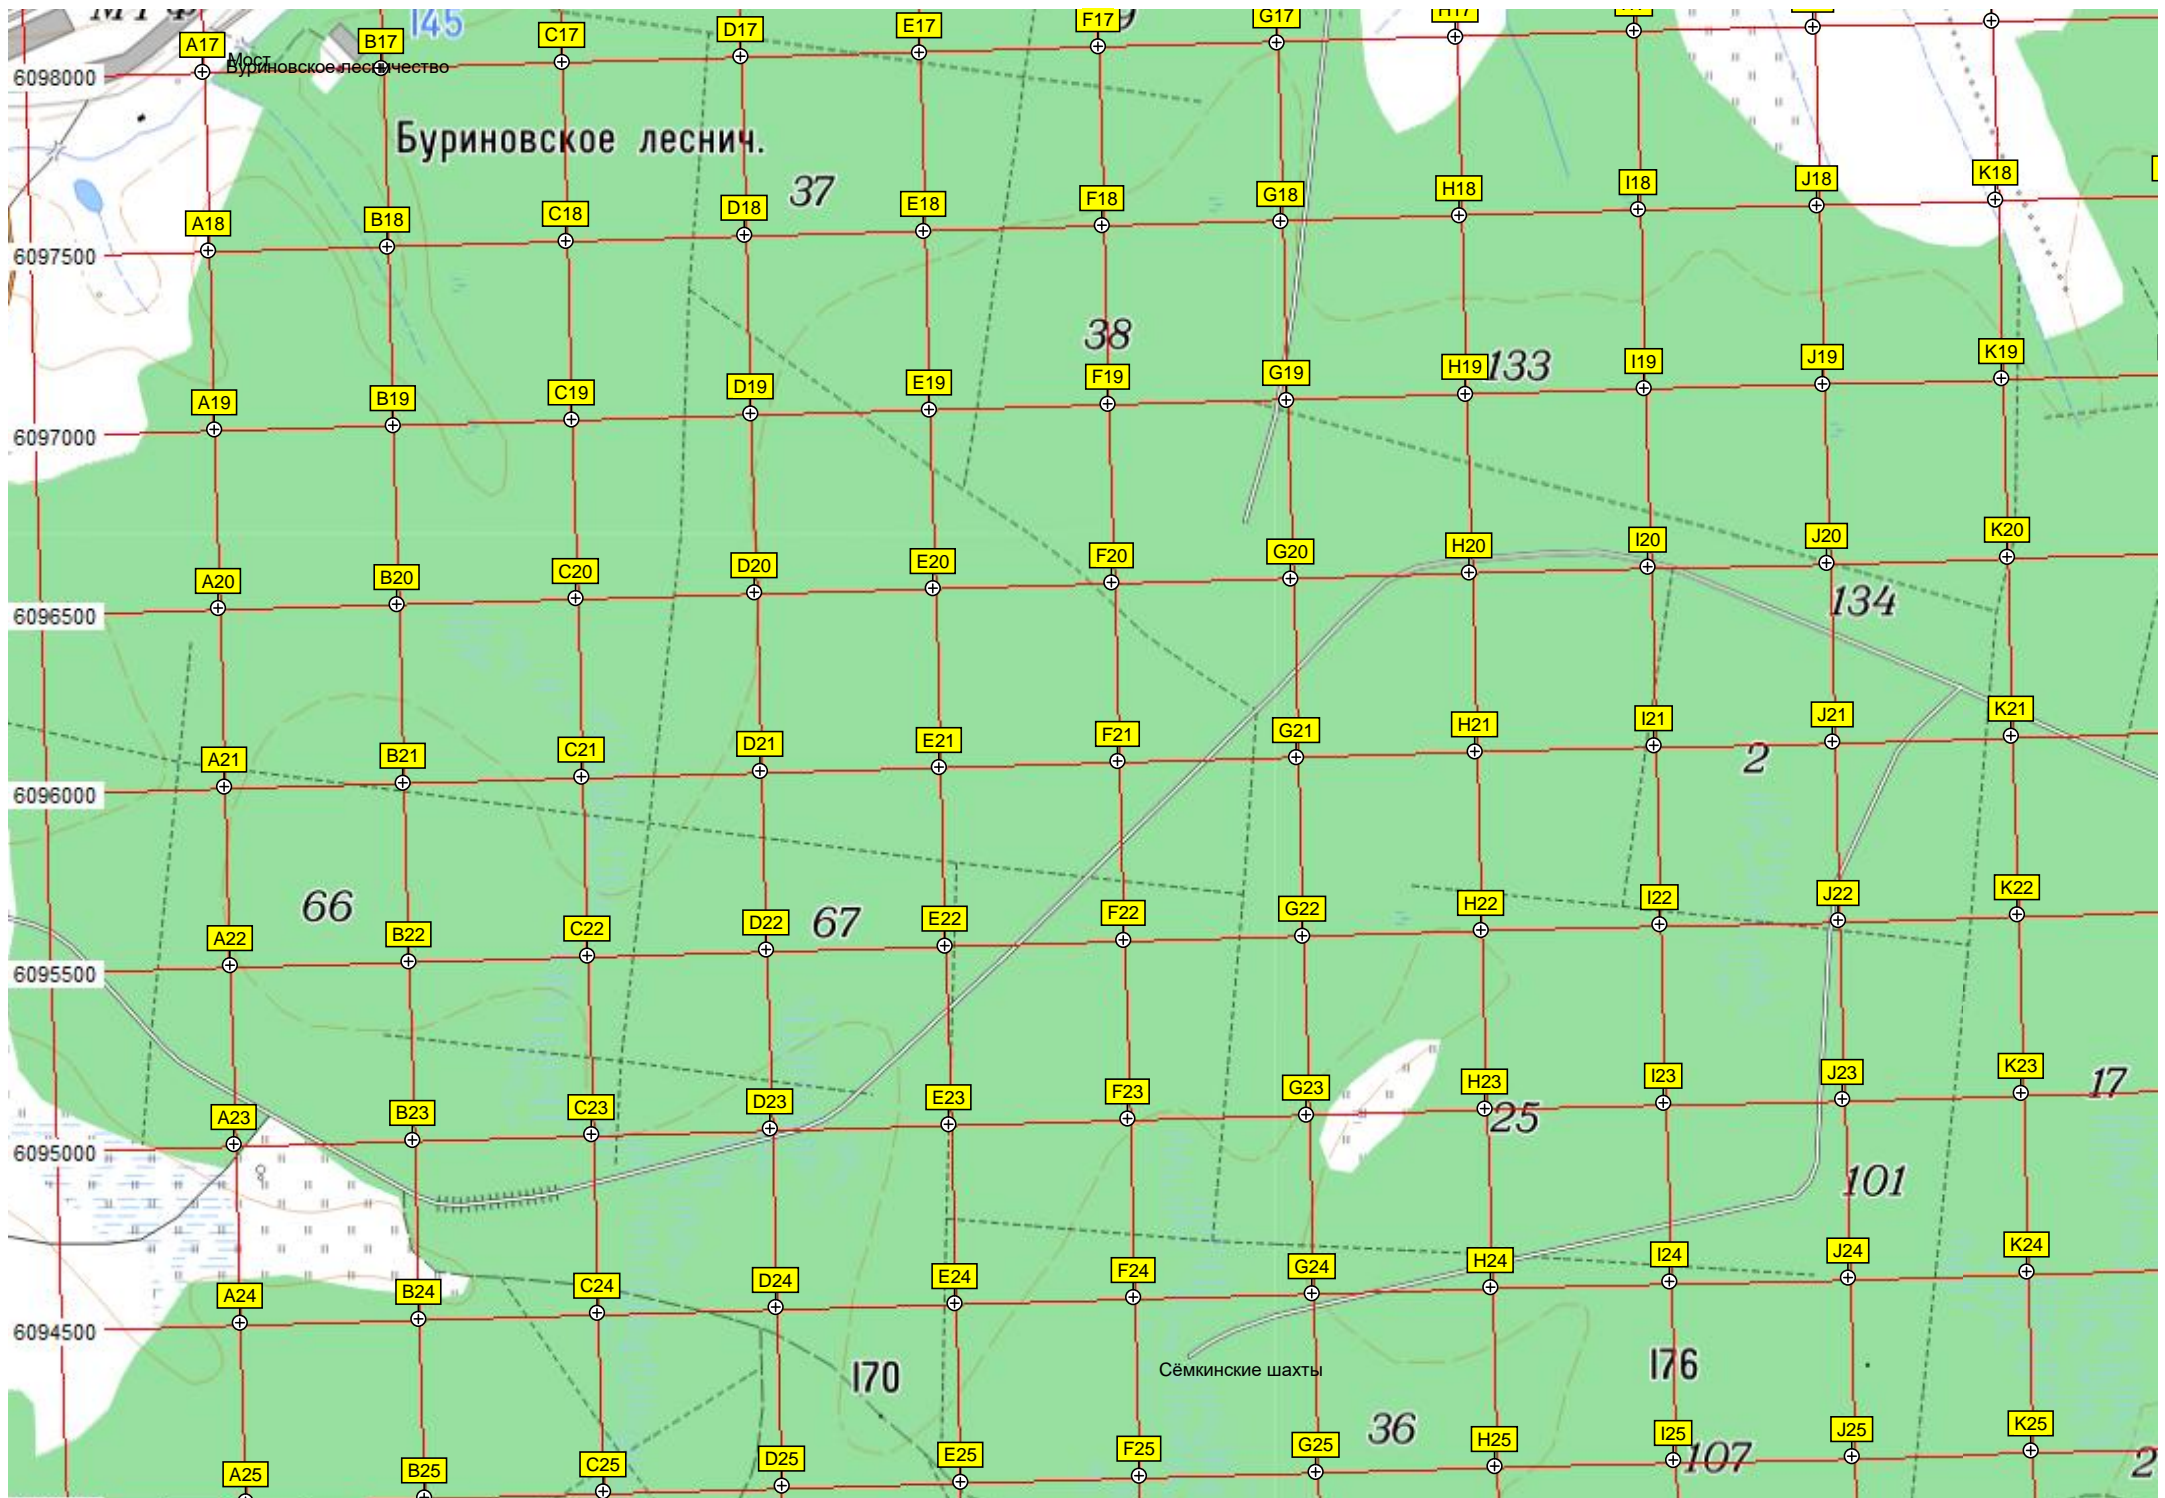 145
A17 B17 C17 D17 E17 F17 G17 H17
Мост
Буриновское лесничество
6098000
Буриновское леснич.
37
A18 B18 C18 D18 E18 F18 G18 H18 I18 J18 K18
6097500
38
133
A19 B19 C19 D19 E19 F19 G19 H19 I19 J19 K19
6097000
A20 B20 C20 D20 E20 F20 G20 H20 I20 J20 K20
6096500
134
A21 B21 C21 D21 E21 F21 G21 H21 I21 J21 K21
2
6096000
66
67
A22 B22 C22 D22 E22 F22 G22 H22 I22 J22 K22
6095500
A23 B23 C23 D23 E23 F23 G23 H23 I23 J23 K23
17
25
6095000
101
A24 B24 C24 D24 E24 F24 G24 H24 I24 J24 K24
6094500
170
Сёмкинские шахты
176
36
107
2
A25 B25 C25 D25 E25 F25 G25 H25 I25 J25 K25